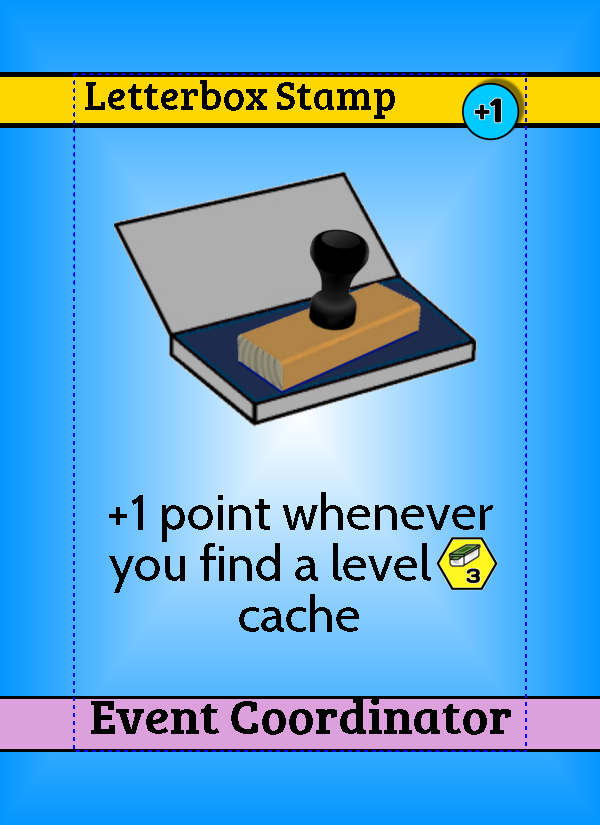 Letterbox Stamp
+1
+1 point whenever
you find a level 3
cache
Event Coordinator